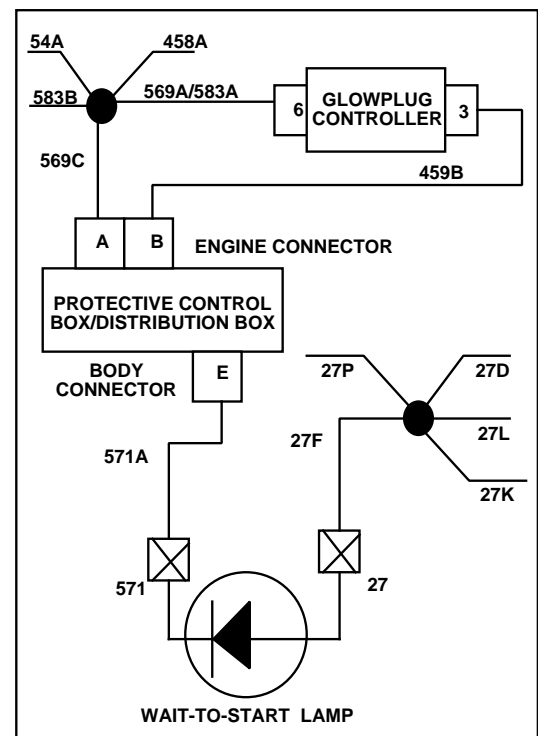 54A
458A
583B
569A/583A
6
GLOWPLUG
CONTROLLER
3
569C
459B
A
B
ENGINE CONNECTOR
PROTECTIVE CONTROL
BOX/DISTRIBUTION BOX
BODY
CONNECTOR
E
27P
27D
571A
27F
27L
27K
571
27
WAIT-TO-START LAMP